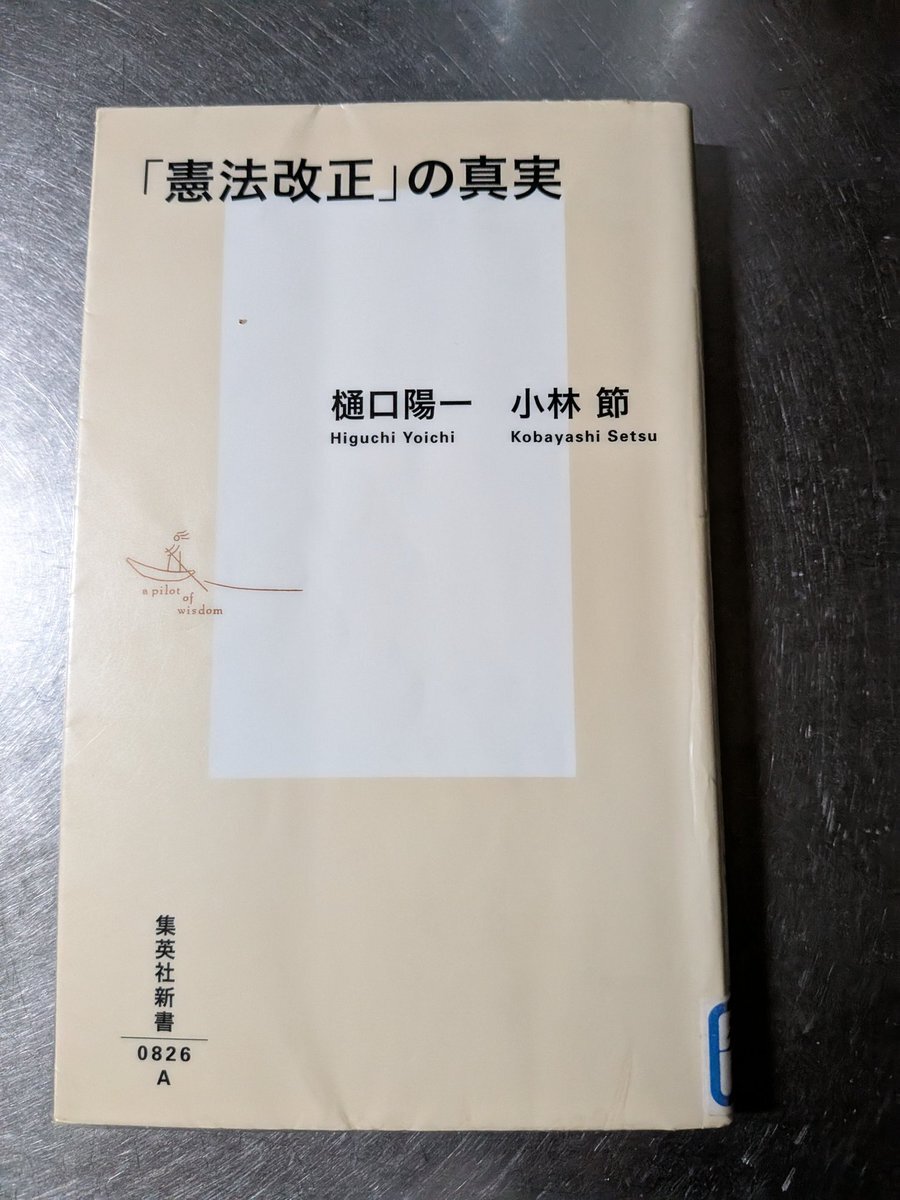 「憲法改正」の真実
樋口陽一 小林 節
Higuchi Yoichi Kobayashi Setsu
a pilot
of
wisdom
集英社新書
0826
A